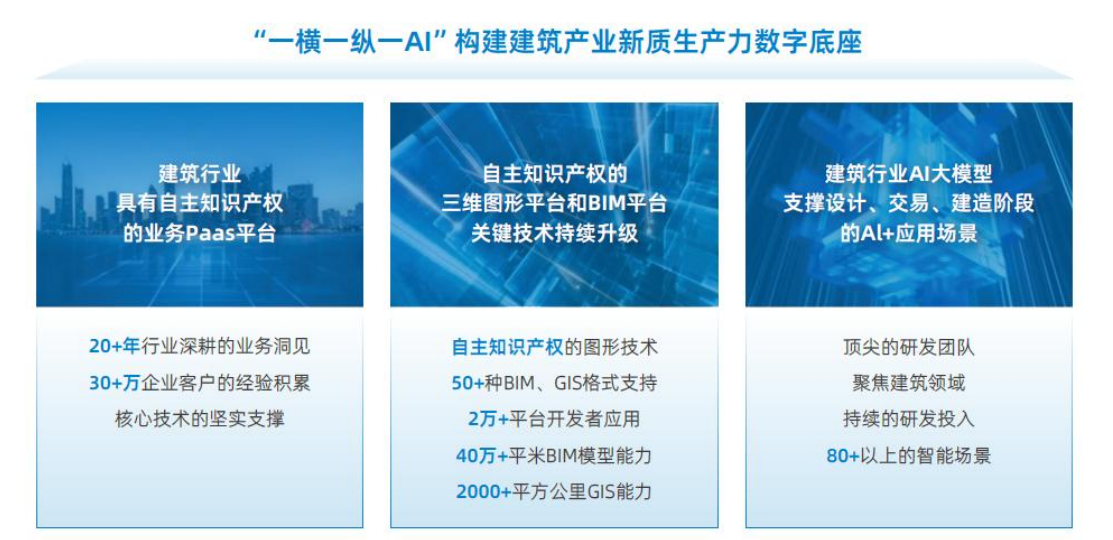 “一横一纵一AI”构建建筑产业新质生产力数字底座
建筑行业
具有自主知识产权
的业务Paas平台
20+年行业深耕的业务洞见
30+万企业客户的经验积累
核心技术的坚实支撑
自主知识产权的
三维图形平台和BIM平台
关键技术持续升级
自主知识产权的图形技术
50+种BIM、GIS格式支持
2万+平台开发者应用
40万+平米BIM模型能力
2000+平方公里GIS能力
建筑行业AI大模型
支撑设计、交易、建造阶段
的Al+应用场景
顶尖的研发团队
聚焦建筑领域
持续的研发投入
80+以上的智能场景